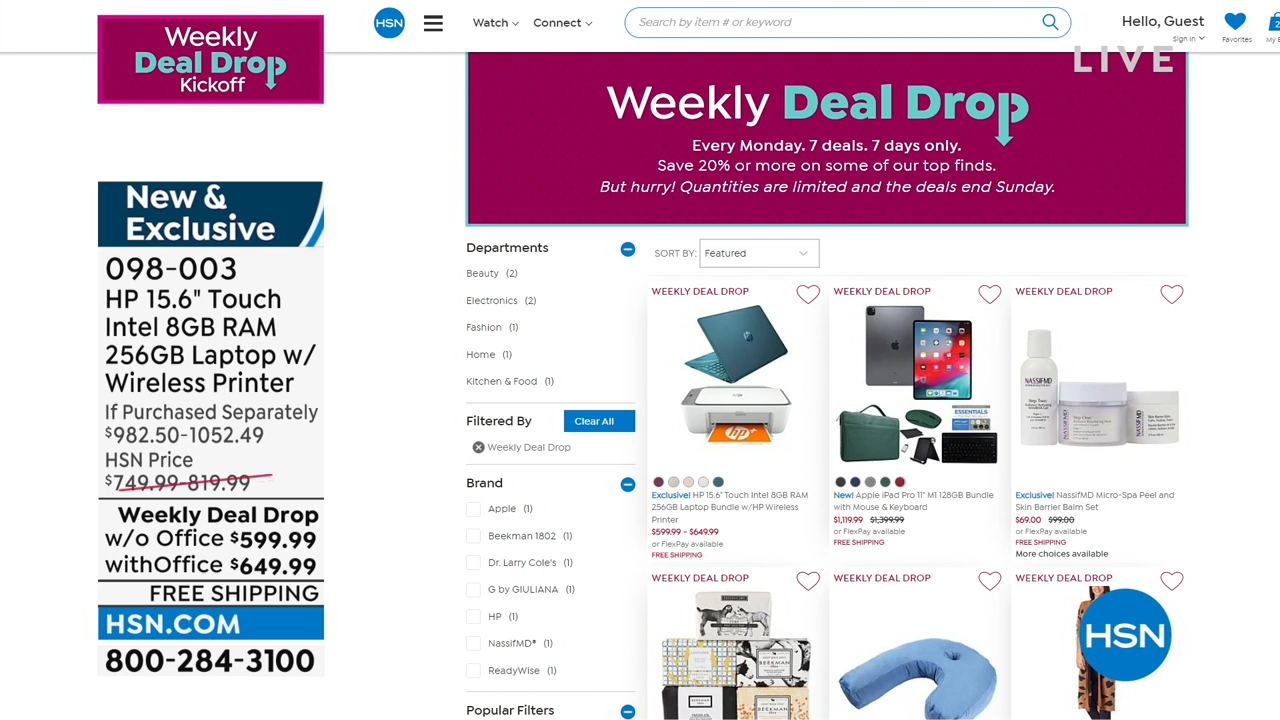 Weekly
Deal Drop
Kickoff
New &
Exclusive
098-003
HP 15.6" Touch
Intel 8GB RAM
256GB Laptop w/
Wireless Printer
If Purchased Separately
$982.50-1052.49
HSN Price
$749.99-819.99
Weekly Deal Drop
w/o Office $599.99
withOffice $649.99
FREE SHIPPING
HSN.COM
800-284-3100
HSN
Watch
Connect
Search by item # or keyword
Hello, Guest
Sign In
Favorites
2
LIVE
Weekly Deal Drop
Every Monday. 7 deals. 7 days only.
Save 20% or more on some of our top finds.
But hurry! Quantities are limited and the deals end Sunday.
Departments
Beauty (2)
Electronics (2)
Fashion (1)
Home (1)
Kitchen & Food (1)
Filtered By
Clear All
Weekly Deal Drop
Brand
Apple (1)
Beekman 1802 (1)
Dr. Larry Cole's (1)
G by GIULIANA (1)
HP (1)
NassifMD® (1)
ReadyWise (1)
Popular Filters
SORT BY: Featured
WEEKLY DEAL DROP
hp
Exclusive! HP 15.6" Touch Intel 8GB RAM
256GB Laptop Bundle w/HP Wireless
Printer
$599.99 - $649.99
or FlexPay available
FREE SHIPPING
WEEKLY DEAL DROP
ESSENTIALS
New! Apple iPad Pro 11" M1 128GB Bundle
with Mouse & Keyboard
$1,119.99 $1,399.99
or FlexPay available
FREE SHIPPING
WEEKLY DEAL DROP
NASSIFMD
NASSIFMD
NASSIFMD
Exclusive! NassifMD Micro-Spa Peel and
Skin Barrier Balm Set
$69.00 $99.00
or FlexPay available
FREE SHIPPING
More choices available
WEEKLY DEAL DROP
BEEKMAN
BEEKMAN
WEEKLY DEAL DROP
WEEKLY DEAL DROP
HSN